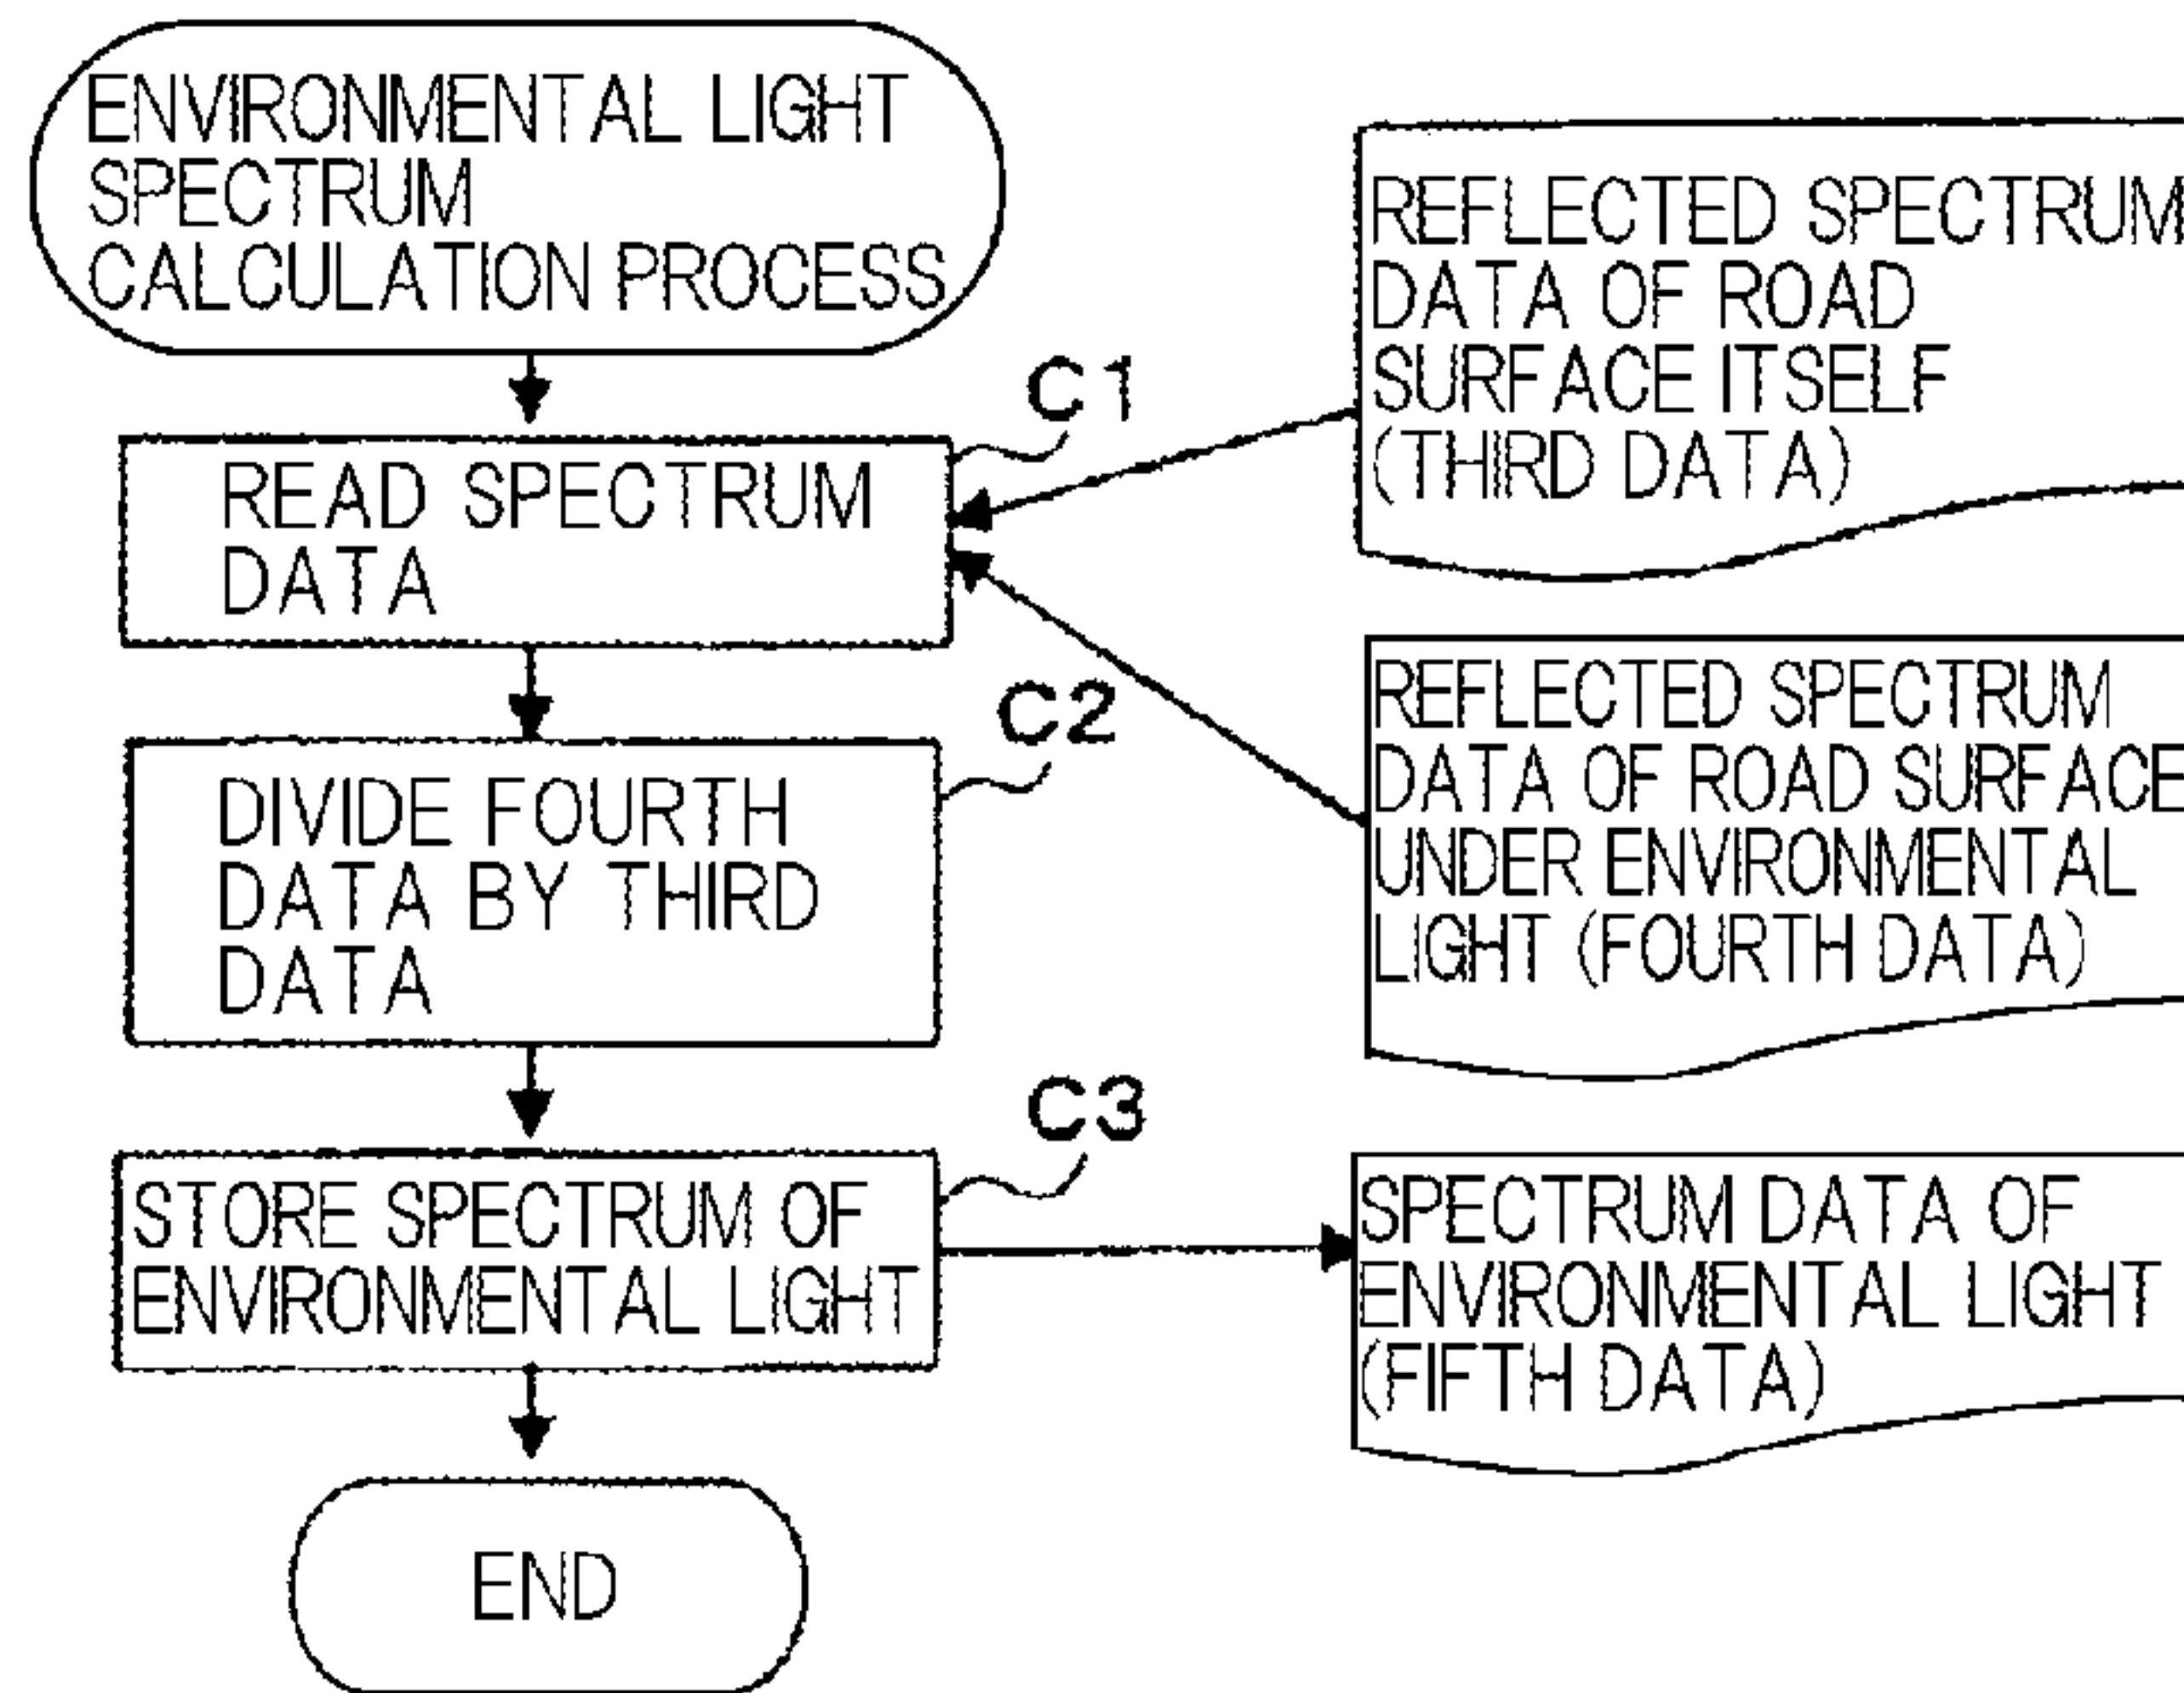 ENVIRONMENTAL LIGHT
SPECTRUM
CALCULATION PROCESS
C1
READ SPECTRUM
DATA
REFLECTED SPECTRUM
DATA OF ROAD
SURFACE ITSELF
(THIRD DATA)
C2
DIVIDE FOURTH
DATA BY THIRD
DATA
REFLECTED SPECTRUM
DATA OF ROAD SURFACE
UNDER ENVIRONMENTAL
LIGHT (FOURTH DATA)
C3
STORE SPECTRUM OF
ENVIRONMENTAL LIGHT
SPECTRUM DATA OF
ENVIRONMENTAL LIGHT
(FIFTH DATA)
END